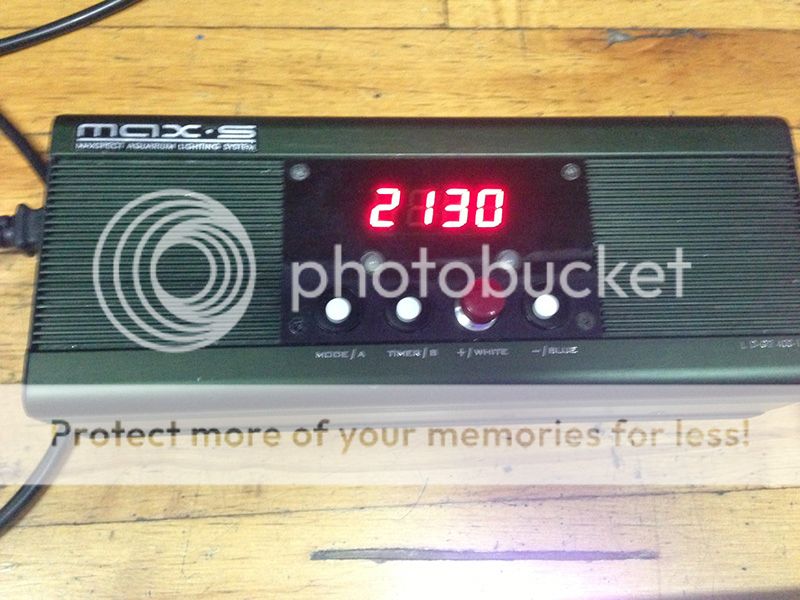 max·s
MAXSPECT AQUARIUM LIGHTING SYSTEM
2130
photobucket
MODE/A TIMER/B +/WHITE −/BLUE
Protect more of your memories for less!